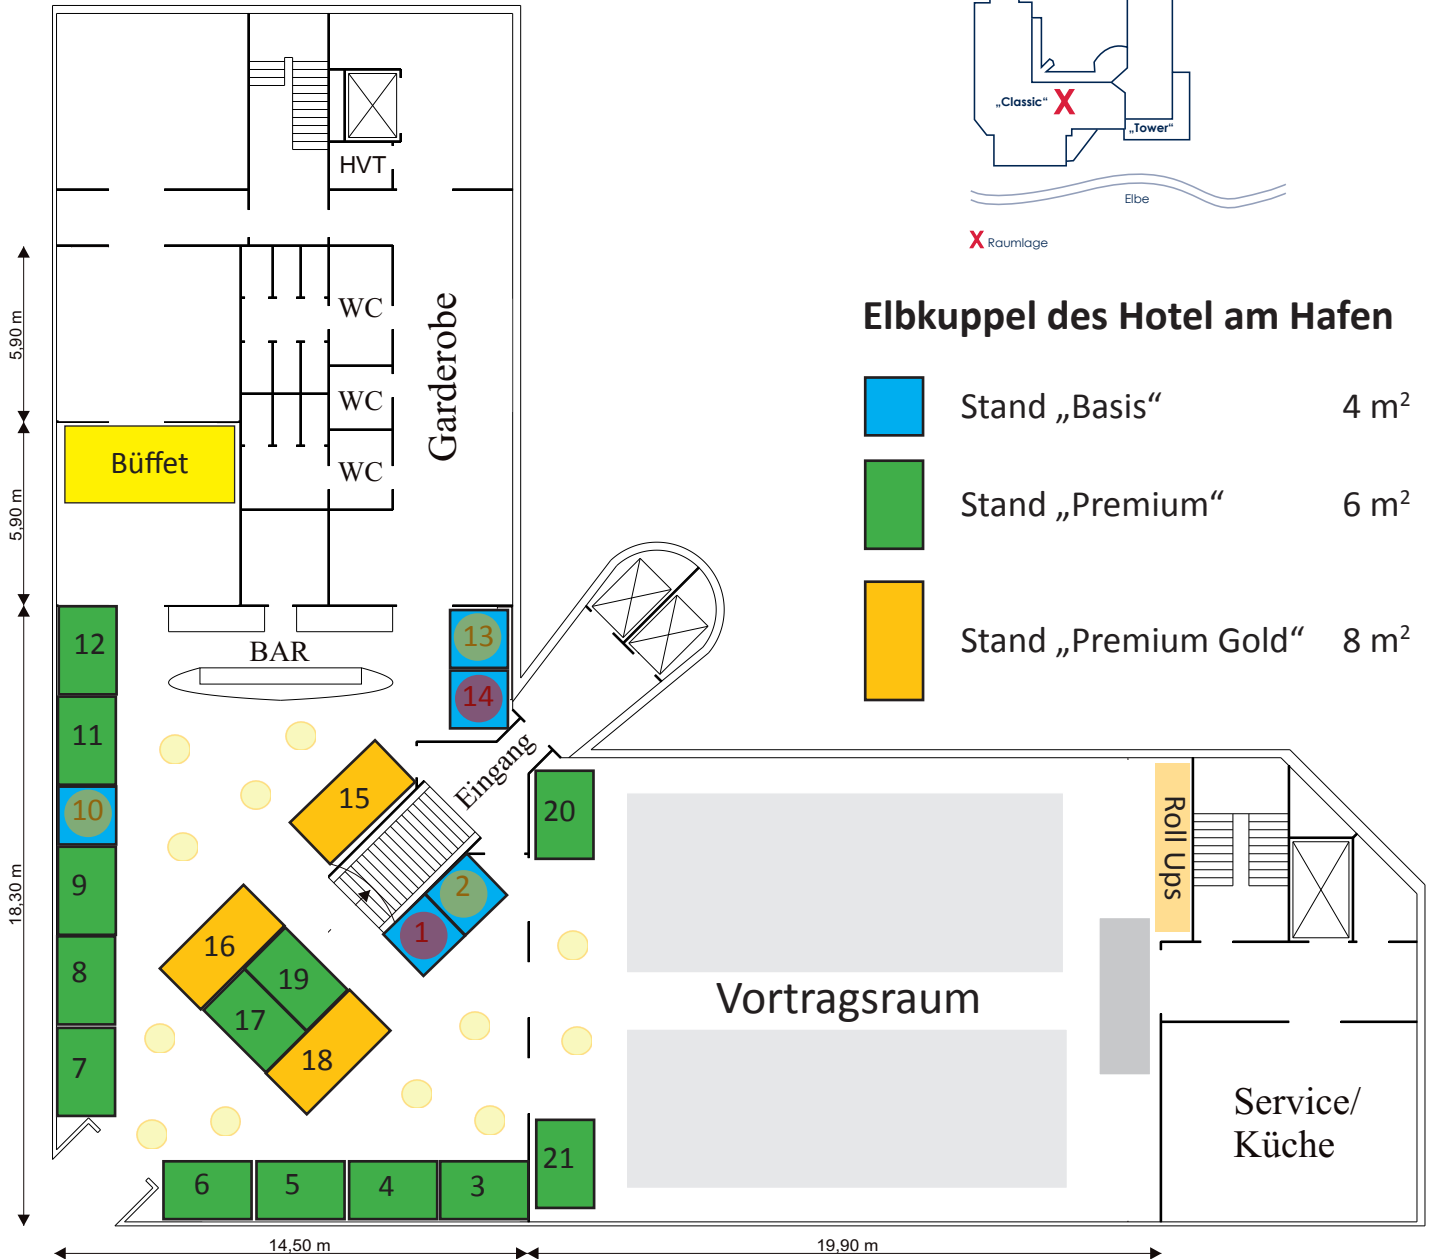 „Classic“
X
„Tower“
Elbe
X Raumlage
HVT
WC
WC
WC
Garderobe
5,90 m
5,90 m
18,30 m
Büffet
Elbkuppel des Hotel am Hafen
Stand „Basis“ 4 m²
Stand „Premium“ 6 m²
Stand „Premium Gold“ 8 m²
12
11
10
9
8
7
BAR
13
14
Eingang
15
20
2
1
16
19
17
18
Vortragsraum
Roll Ups
Service/
Küche
6
5
4
3
21
14,50 m
19,90 m